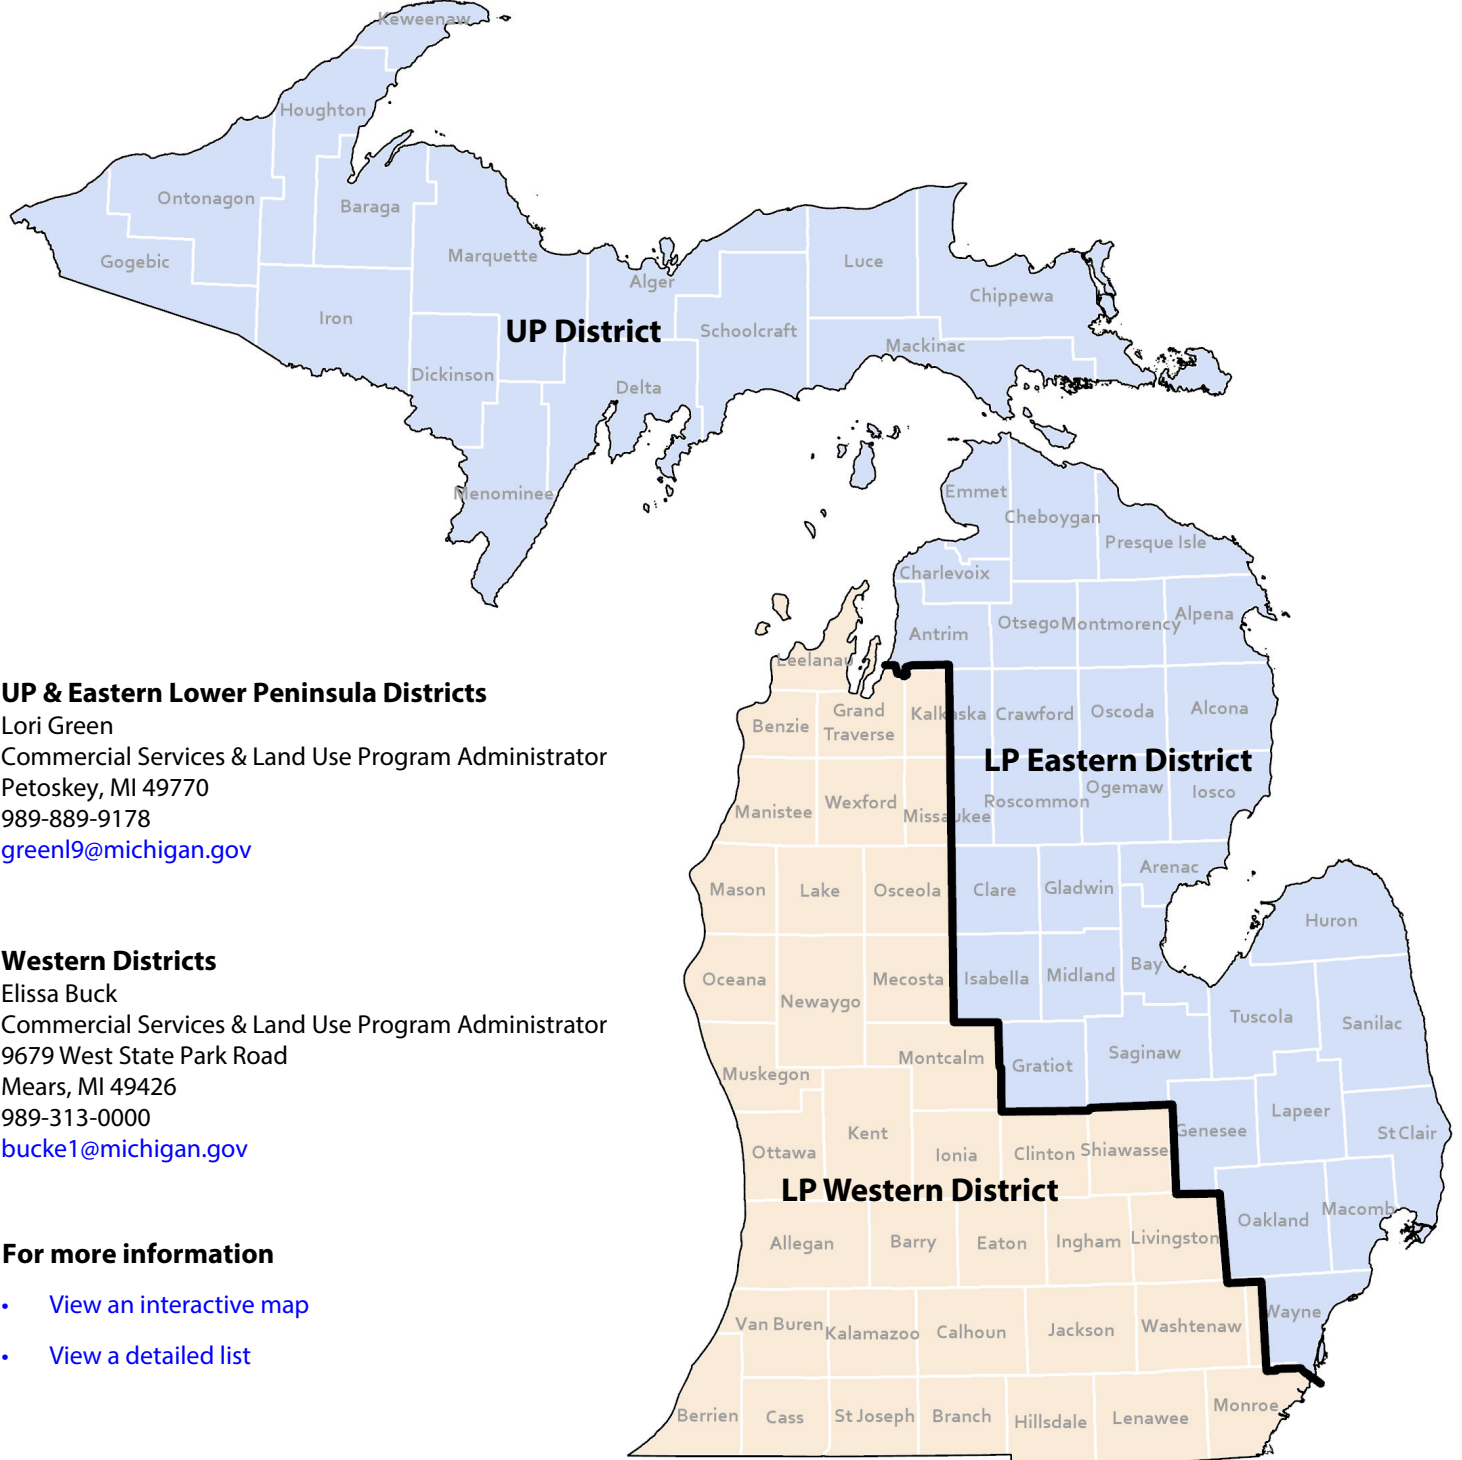 Keweenaw
Houghton
Ontonagon
Baraga
Gogebic
Marquette
Alger
Luce
Chippewa
Iron
UP District
Schoolcraft
Mackinac
Dickinson
Delta
Menominee
Emmet
Cheboygan
Presque Isle
Charlevoix
Antrim
Otsego
Montmorency
Alpena
Leelanau
Benzie
Grand
Traverse
Kalkaska
Crawford
Oscoda
Alcona
LP Eastern District
Manistee
Wexford
Missaukee
Roscommon
Ogemaw
Iosco
Mason
Lake
Osceola
Clare
Gladwin
Arenac
Huron
Oceana
Newaygo
Mecosta
Isabella
Midland
Bay
Tuscola
Sanilac
Muskegon
Montcalm
Gratiot
Saginaw
Lapeer
Genesee
St Clair
Ottawa
Kent
Ionia
Clinton
Shiawasse
LP Western District
Oakland
Macomb
Allegan
Barry
Eaton
Ingham
Livingston
Wayne
Van Buren
Kalamazoo
Calhoun
Jackson
Washtenaw
Berrien
Cass
St Joseph
Branch
Hillsdale
Lenawee
Monroe
UP & Eastern Lower Peninsula Districts
Lori Green
Commercial Services & Land Use Program Administrator
Petoskey, MI 49770
989-889-9178
greenl9@michigan.gov
Western Districts
Elissa Buck
Commercial Services & Land Use Program Administrator
9679 West State Park Road
Mears, MI 49426
989-313-0000
bucke1@michigan.gov
For more information
• View an interactive map
• View a detailed list